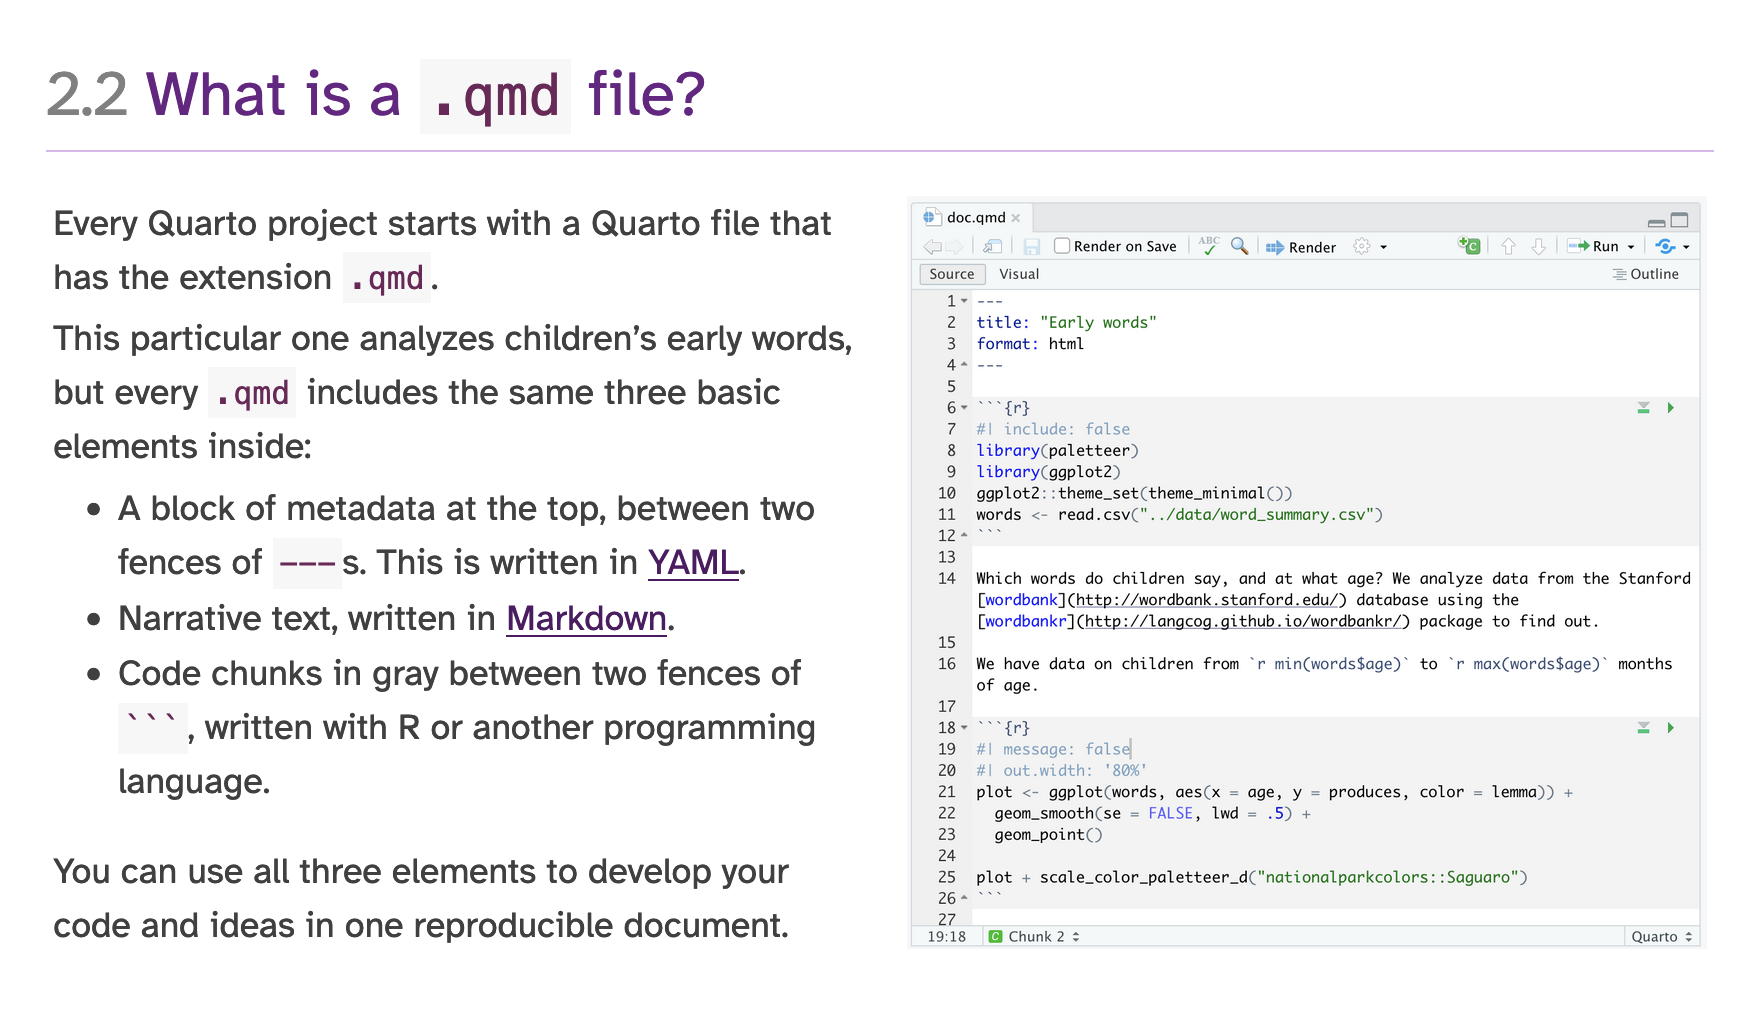 2.2 What is a .qmd file?
Every Quarto project starts with a Quarto file that
has the extension .qmd.
This particular one analyzes children’s early words,
but every .qmd includes the same three basic
elements inside:
• A block of metadata at the top, between two
fences of ---s. This is written in YAML.
• Narrative text, written in Markdown.
• Code chunks in gray between two fences of
```, written with R or another programming
language.
You can use all three elements to develop your
code and ideas in one reproducible document.
doc.qmd
Render on Save ABC Render Run
Source Visual Outline
1 ---
2 title: "Early words"
3 format: html
4 ---
5
6 ```{r}
7 #| include: false
8 library(paletteer)
9 library(ggplot2)
10 ggplot2::theme_set(theme_minimal())
11 words <- read.csv("../data/word_summary.csv")
12 ```
13
14 Which words do children say, and at what age? We analyze data from the Stanford
[wordbank](http://wordbank.stanford.edu/) database using the
[wordbankr](http://langcog.github.io/wordbankr/) package to find out.
15
16 We have data on children from `r min(words$age)` to `r max(words$age)` months
of age.
17
18 ```{r}
19 #| message: false
20 #| out.width: '80%'
21 plot <- ggplot(words, aes(x = age, y = produces, color = lemma)) +
22 geom_smooth(se = FALSE, lwd = .5) +
23 geom_point()
24
25 plot + scale_color_paletteer_d("nationalparkcolors::Saguaro")
26 ```
27
19:18 C Chunk 2 Quarto